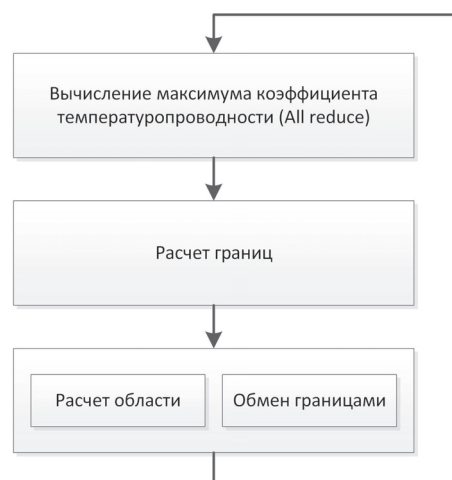 Вычисление максимума коэффициента
температуропроводности (All reduce)
Расчет границ
Расчет области
Обмен границами